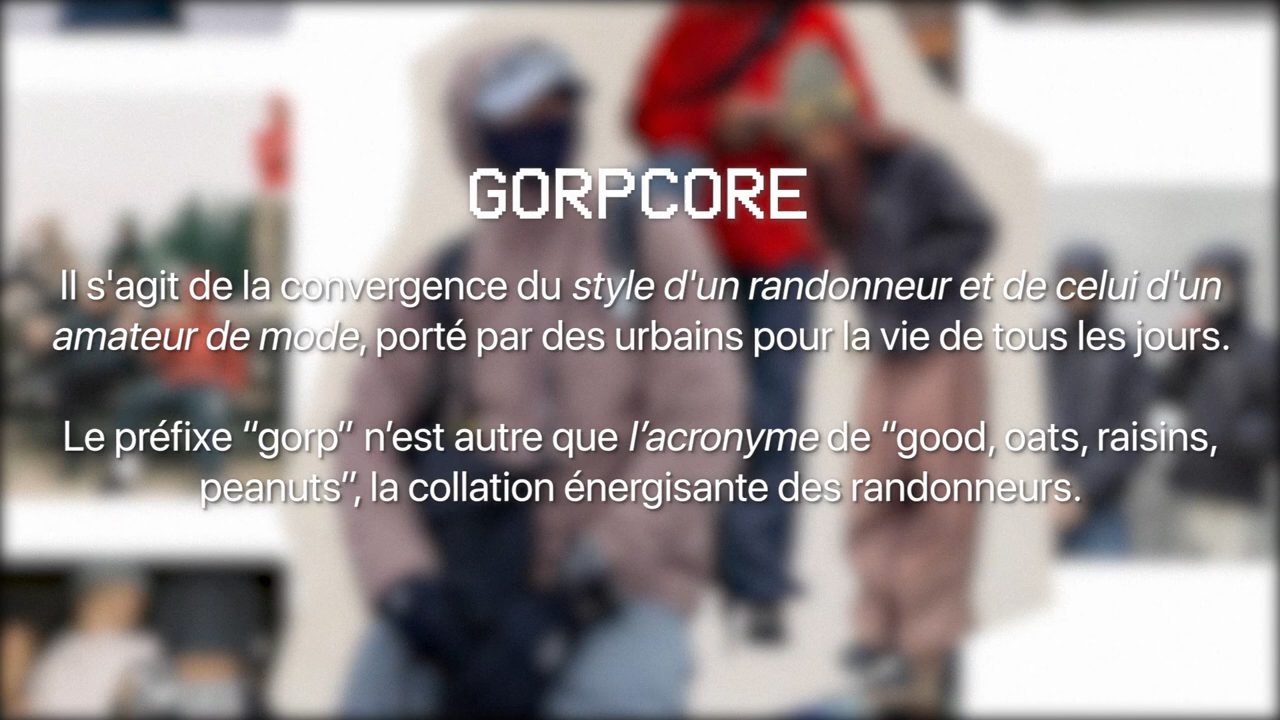 GORPCORE
Il s'agit de la convergence du style d'un randonneur et de celui d'un
amateur de mode, porté par des urbains pour la vie de tous les jours.
Le préfixe “gorp” n’est autre que l’acronyme de “good, oats, raisins,
peanuts”, la collation énergisante des randonneurs.